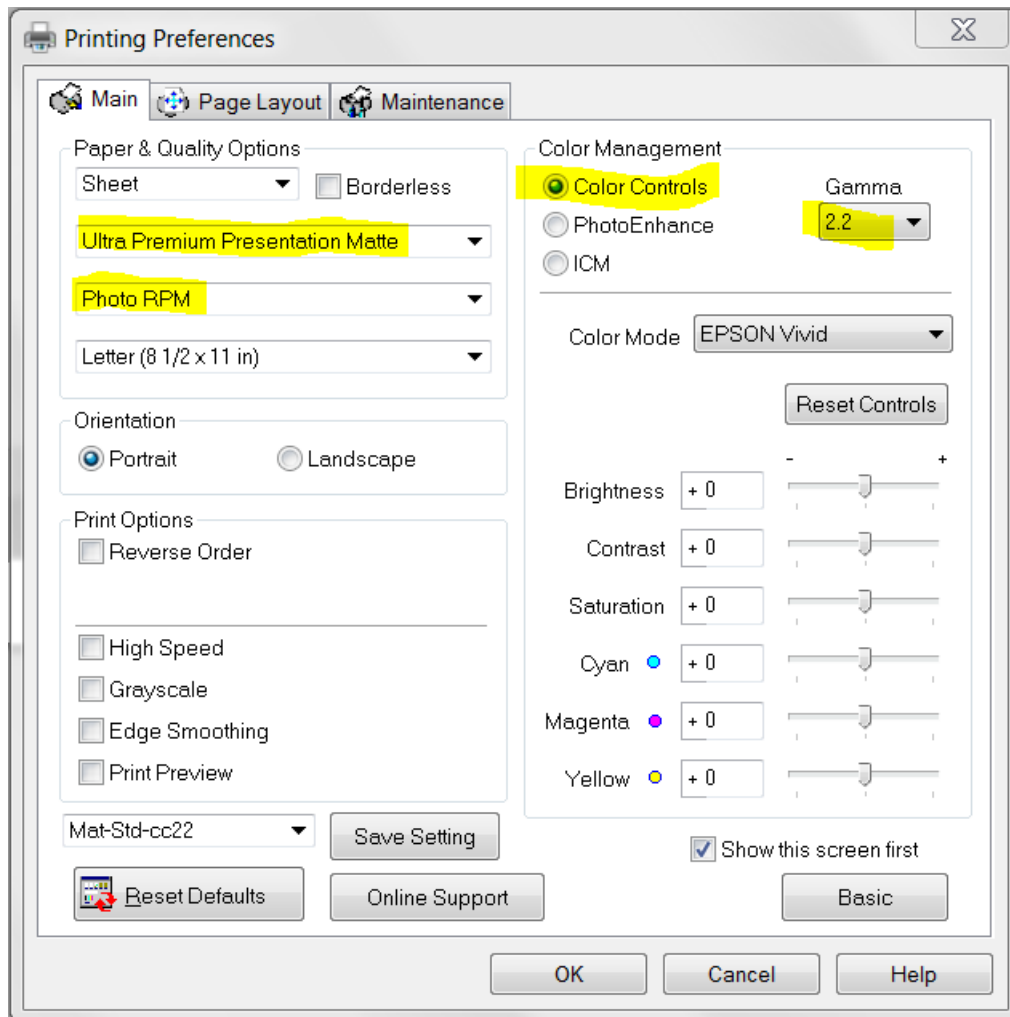 Printing Preferences
Main
Page Layout
Maintenance
Paper & Quality Options
Sheet
Borderless
Ultra Premium Presentation Matte
Photo RPM
Letter (8 1/2 x 11 in)
Orientation
Portrait
Landscape
Print Options
Reverse Order
High Speed
Grayscale
Edge Smoothing
Print Preview
Mat-Std-cc22
Save Setting
Reset Defaults
Online Support
Color Management
Color Controls
PhotoEnhance
ICM
Gamma
2.2
Color Mode
EPSON Vivid
Reset Controls
- +
Brightness + 0
Contrast + 0
Saturation + 0
Cyan + 0
Magenta + 0
Yellow + 0
Show this screen first
Basic
OK
Cancel
Help